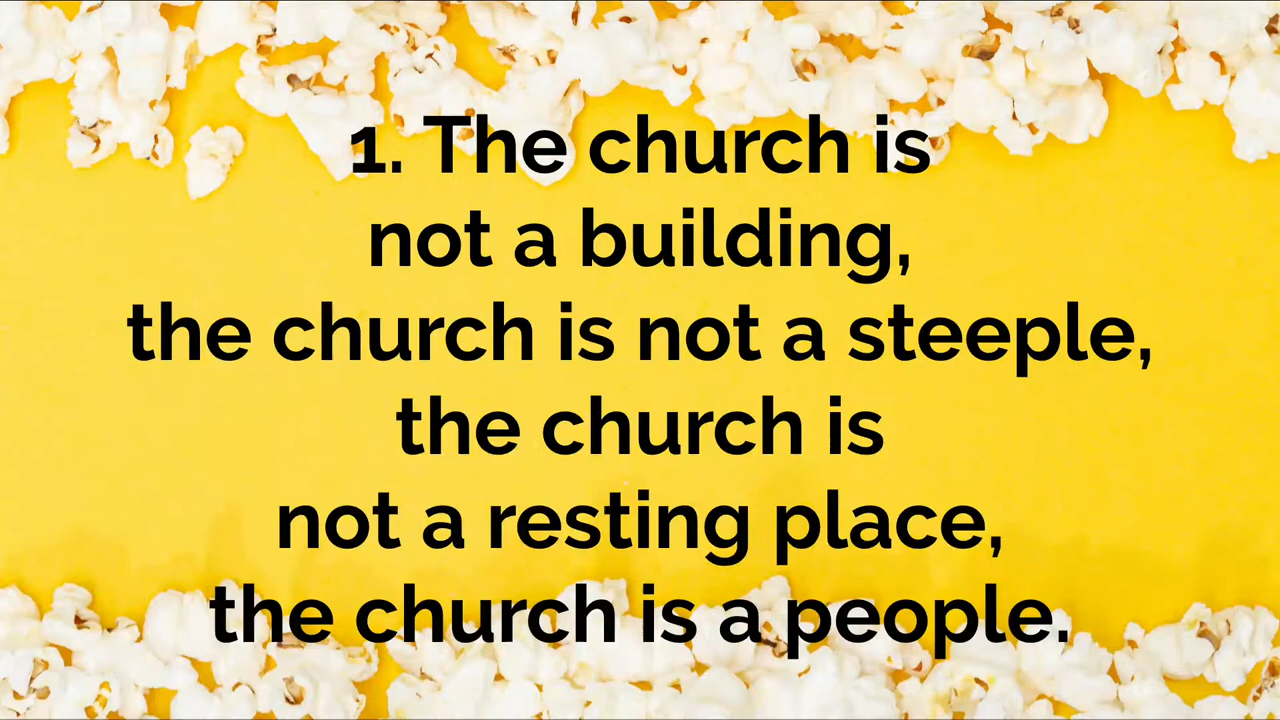 1. The church is
not a building,
the church is not a steeple,
the church is
not a resting place,
the church is a people.